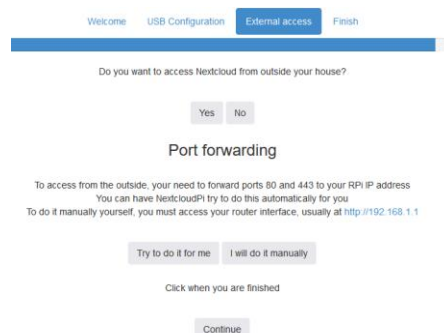 Welcome USB Configuration External access Finish
Do you want to access Nextcloud from outside your house?
Yes No
Port forwarding
To access from the outside, your need to forward ports 80 and 443 to your RPi IP address
You can have NextcloudPi try to do this automatically for you
To do it manually yourself, you must access your router interface, usually at http://192.168.1.1
Try to do it for me I will do it manually
Click when you are finished
Continue